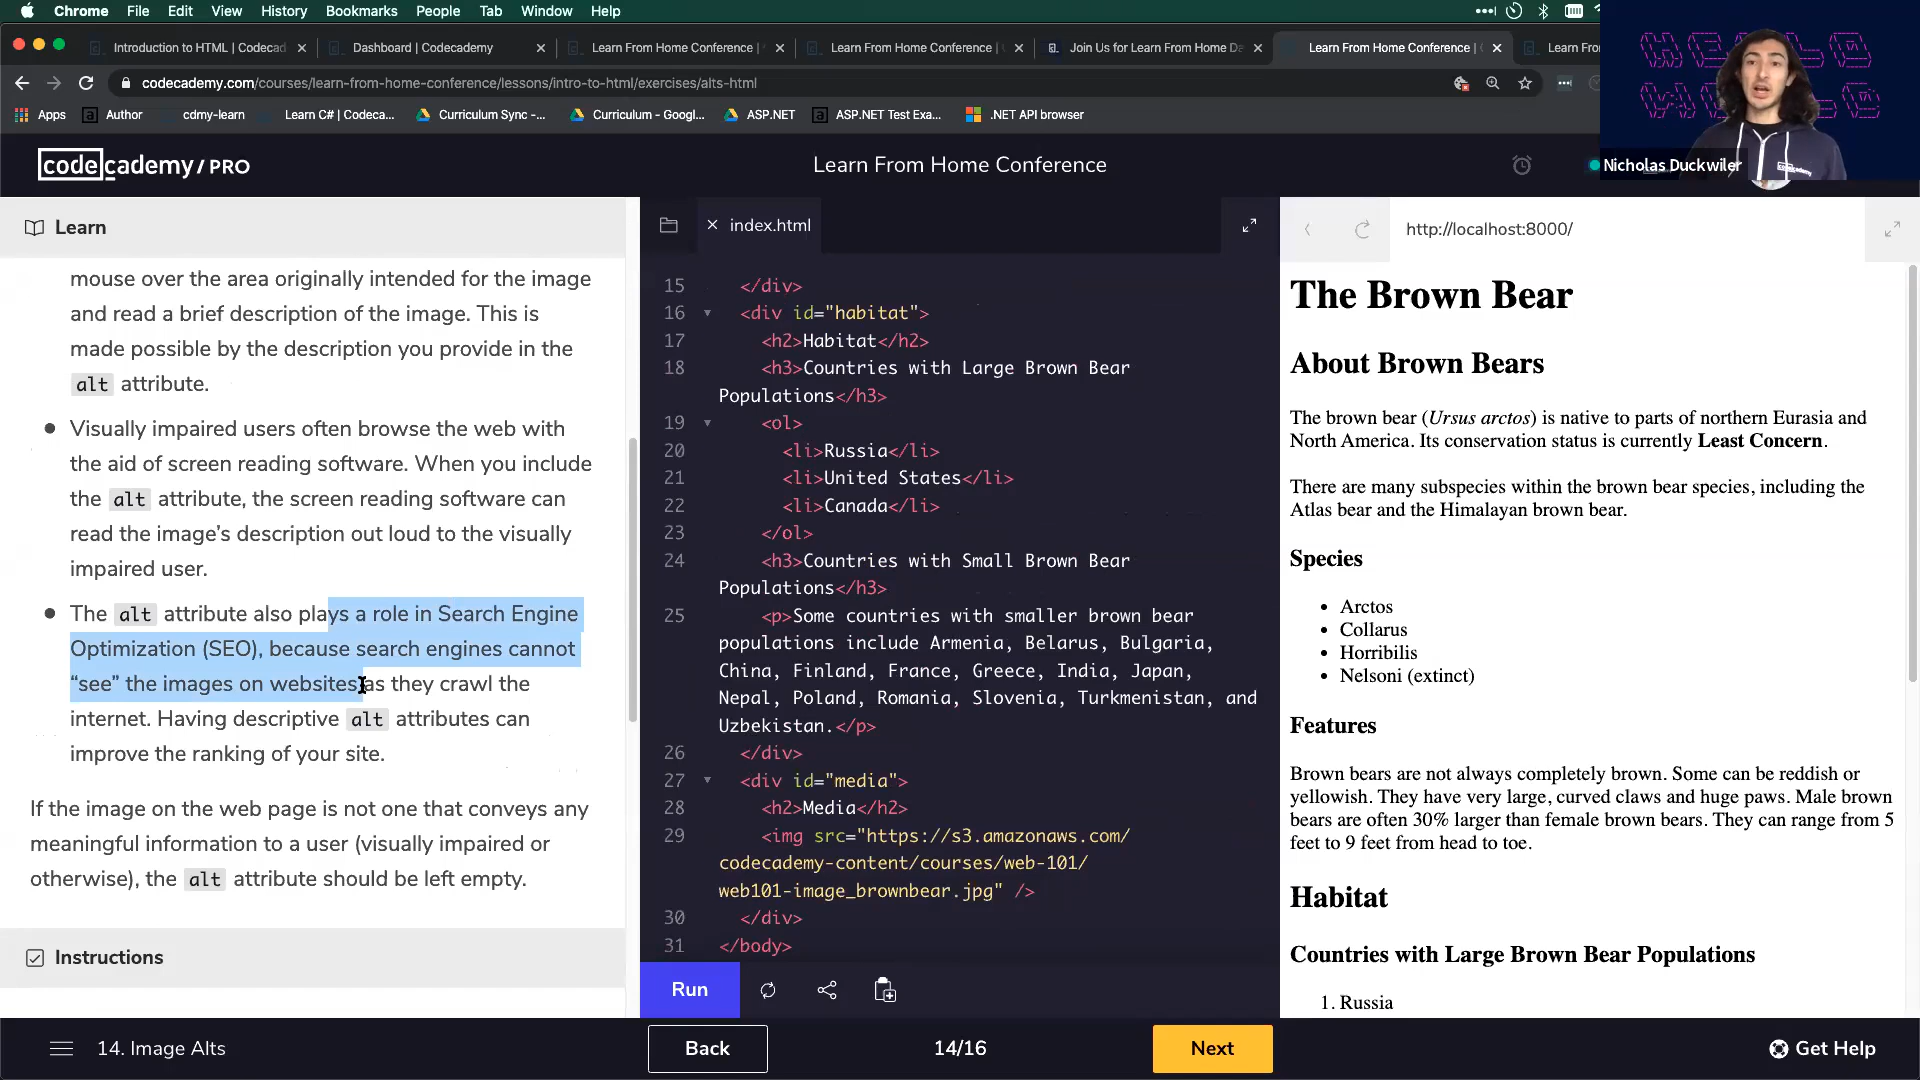 Chrome File Edit View History Bookmarks People Tab Window Help
Introduction to HTML | Codecad
Dashboard | Codecademy
Learn From Home Conference |
Learn From Home Conference |
Join Us for Learn From Home Da
Learn From Home Conference |
Learn Fro
codecademy.com/courses/learn-from-home-conference/lessons/intro-to-html/exercises/alts-html
Apps Author cdmy-learn Learn C# | Codeca... Curriculum Sync -... Curriculum - Googl... ASP.NET ASP.NET Test Exa... .NET API browser
codecademy / PRO
Learn From Home Conference
Nicholas Duckwiler
Learn
mouse over the area originally intended for the image
and read a brief description of the image. This is
made possible by the description you provide in the
alt attribute.
Visually impaired users often browse the web with
the aid of screen reading software. When you include
the alt attribute, the screen reading software can
read the image’s description out loud to the visually
impaired user.
The alt attribute also plays a role in Search Engine
Optimization (SEO), because search engines cannot
“see” the images on websites as they crawl the
internet. Having descriptive alt attributes can
improve the ranking of your site.
If the image on the web page is not one that conveys any
meaningful information to a user (visually impaired or
otherwise), the alt attribute should be left empty.
Instructions
index.html
15 </div>
16 <div id="habitat">
17 <h2>Habitat</h2>
18 <h3>Countries with Large Brown Bear
Populations</h3>
19 <ol>
20 <li>Russia</li>
21 <li>United States</li>
22 <li>Canada</li>
23 </ol>
24 <h3>Countries with Small Brown Bear
Populations</h3>
25 <p>Some countries with smaller brown bear
populations include Armenia, Belarus, Bulgaria,
China, Finland, France, Greece, India, Japan,
Nepal, Poland, Romania, Slovenia, Turkmenistan, and
Uzbekistan.</p>
26 </div>
27 <div id="media">
28 <h2>Media</h2>
29 <img src="https://s3.amazonaws.com/
codecademy-content/courses/web-101/
web101-image_brownbear.jpg" />
30 </div>
31 </body>
Run
http://localhost:8000/
The Brown Bear
About Brown Bears
The brown bear (Ursus arctos) is native to parts of northern Eurasia and
North America. Its conservation status is currently Least Concern.
There are many subspecies within the brown bear species, including the
Atlas bear and the Himalayan brown bear.
Species
Arctos
Collarus
Horribilis
Nelsoni (extinct)
Features
Brown bears are not always completely brown. Some can be reddish or
yellowish. They have very large, curved claws and huge paws. Male brown
bears are often 30% larger than female brown bears. They can range from 5
feet to 9 feet from head to toe.
Habitat
Countries with Large Brown Bear Populations
1. Russia
14. Image Alts
Back
14/16
Next
Get Help